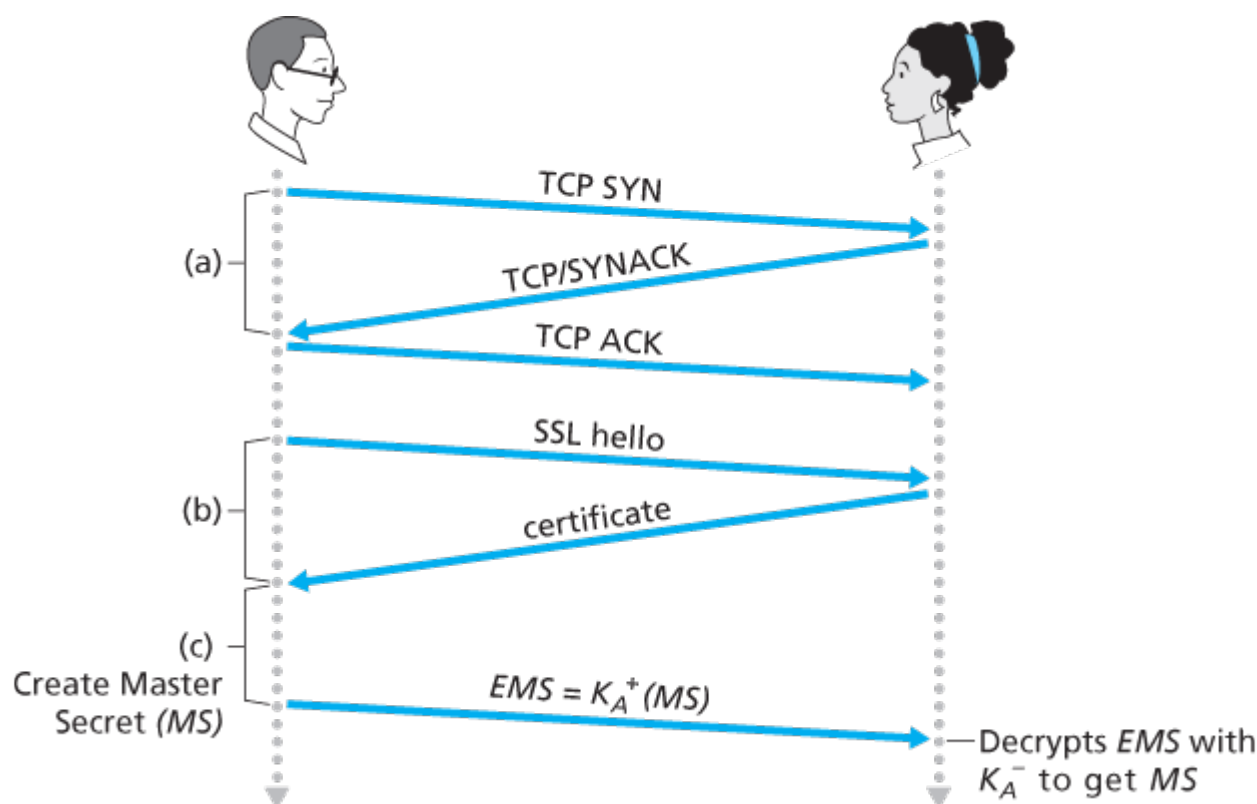 TCP SYN
(a)
TCP/SYNACK
TCP ACK
SSL hello
(b)
certificate
(c)
Create Master
Secret (MS)
EMS = K_A^+ (MS)
Decrypts EMS with
K_A^- to get MS